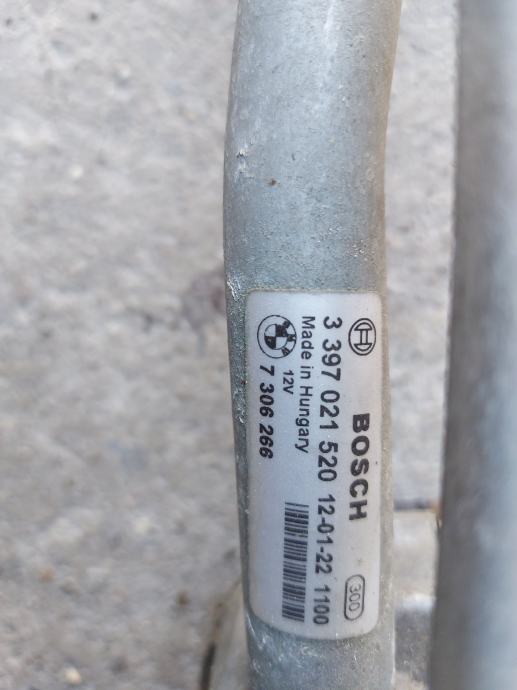 BOSCH
3 397 021 520 12-01-22 1100
300
Made in Hungary
12V
7 306 266